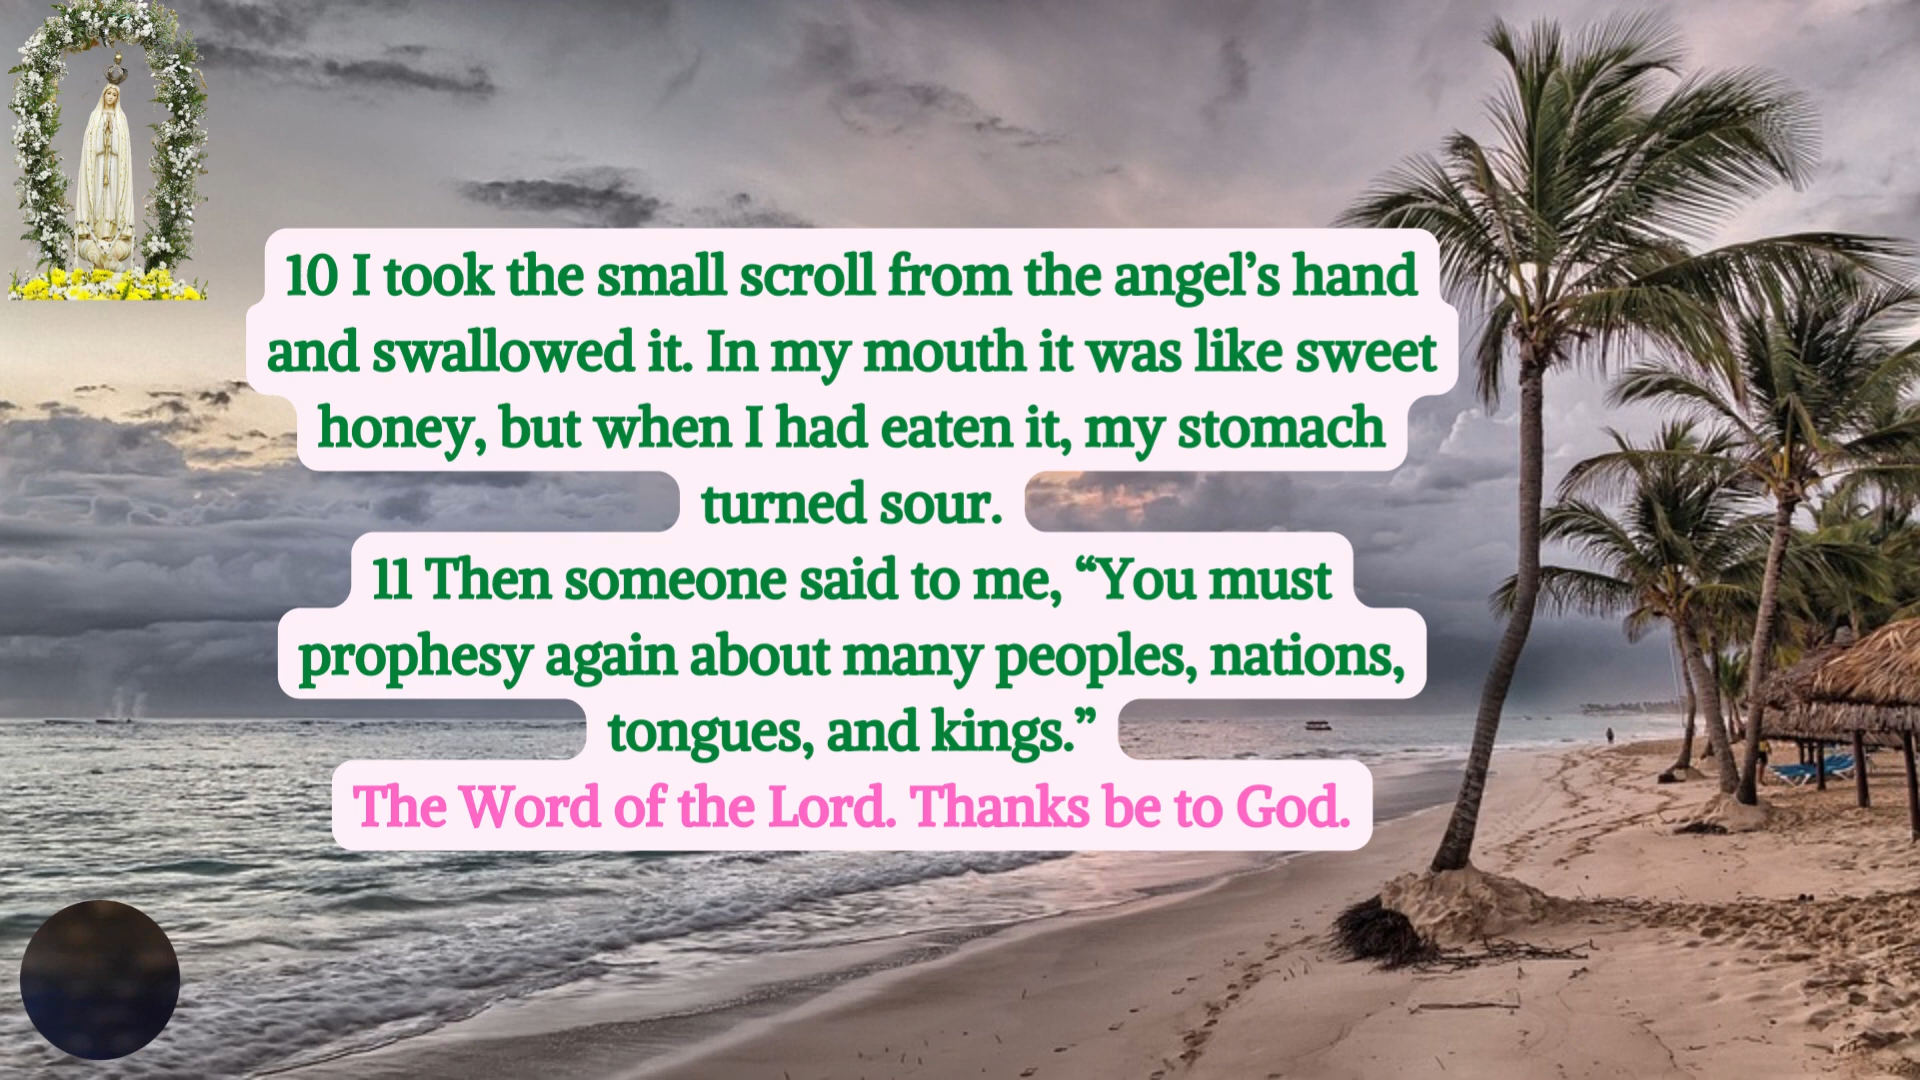 10 I took the small scroll from the angel’s hand
and swallowed it. In my mouth it was like sweet
honey, but when I had eaten it, my stomach
turned sour.
11 Then someone said to me, “You must
prophesy again about many peoples, nations,
tongues, and kings.”
The Word of the Lord. Thanks be to God.